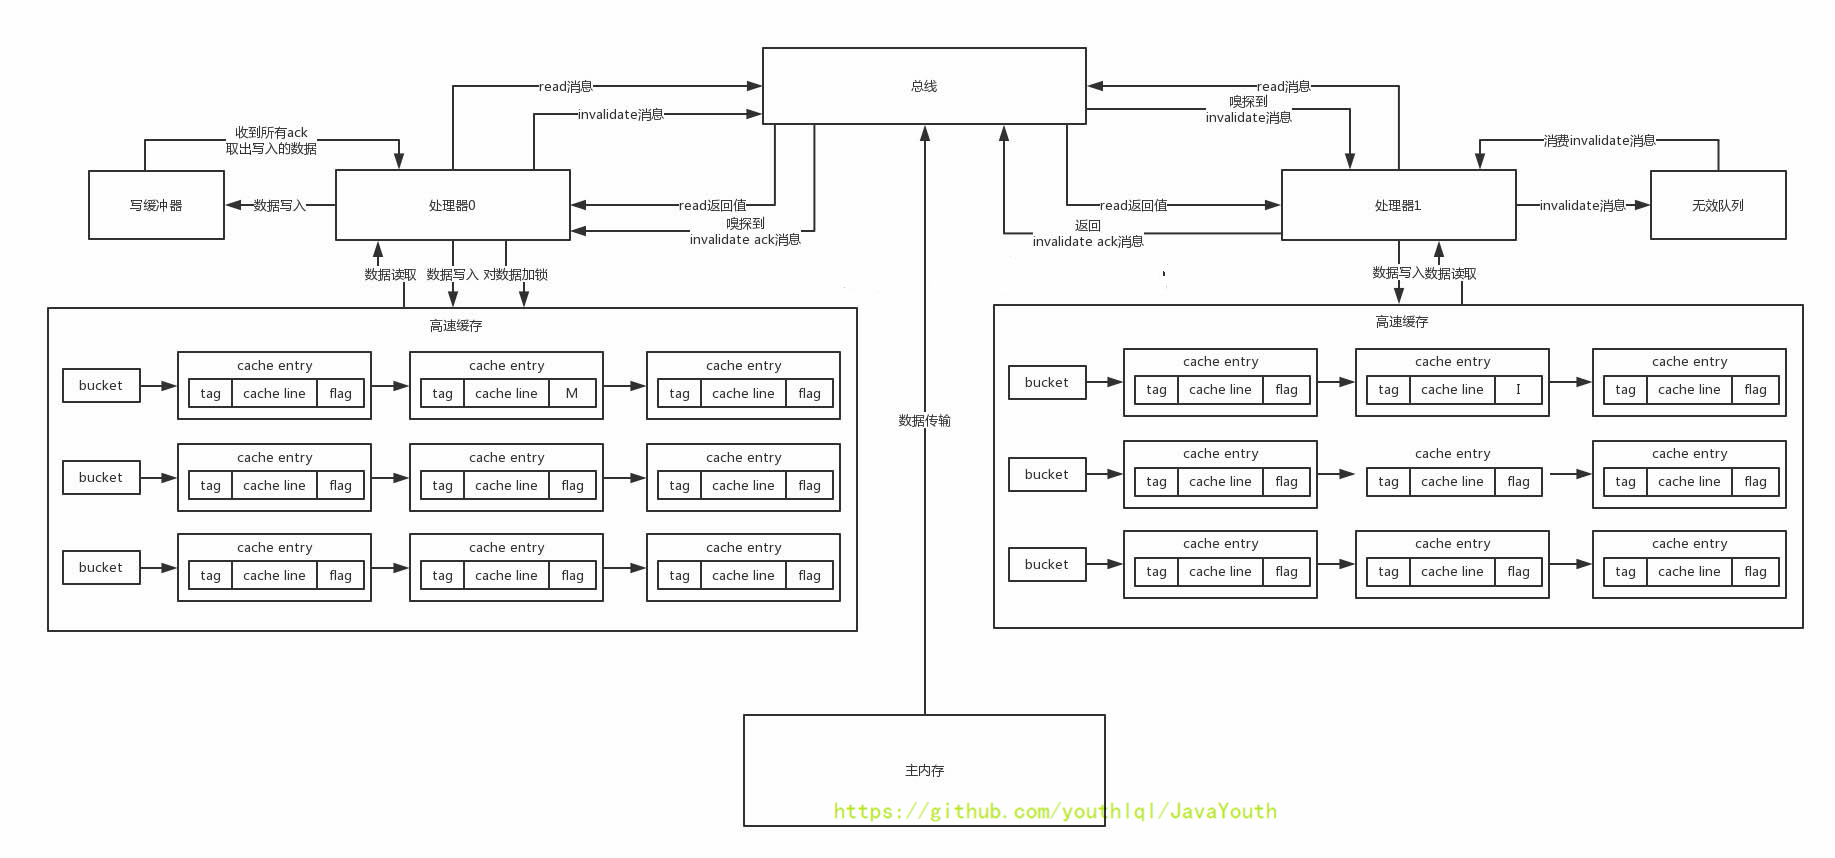 总线
read消息
invalidate消息
read消息
嗅探到
invalidate消息
收到所有ack
取出写入的数据
消费invalidate消息
写缓冲器
数据写入
处理器0
read返回值
嗅探到
invalidate ack消息
read返回值
返回
invalidate ack消息
处理器1
invalidate消息
无效队列
数据读取
数据写入
对数据加锁
数据写入
数据读取
高速缓存
bucket
cache entry
tag cache line flag
cache entry
tag cache line M
cache entry
tag cache line flag
bucket
cache entry
tag cache line flag
cache entry
tag cache line flag
cache entry
tag cache line flag
bucket
cache entry
tag cache line flag
cache entry
tag cache line flag
cache entry
tag cache line flag
数据传输
高速缓存
bucket
cache entry
tag cache line flag
cache entry
tag cache line I
cache entry
tag cache line flag
bucket
cache entry
tag cache line flag
cache entry
tag cache line flag
cache entry
tag cache line flag
bucket
cache entry
tag cache line flag
cache entry
tag cache line flag
cache entry
tag cache line flag
主内存
https://github.com/youthlql/JavaYouth